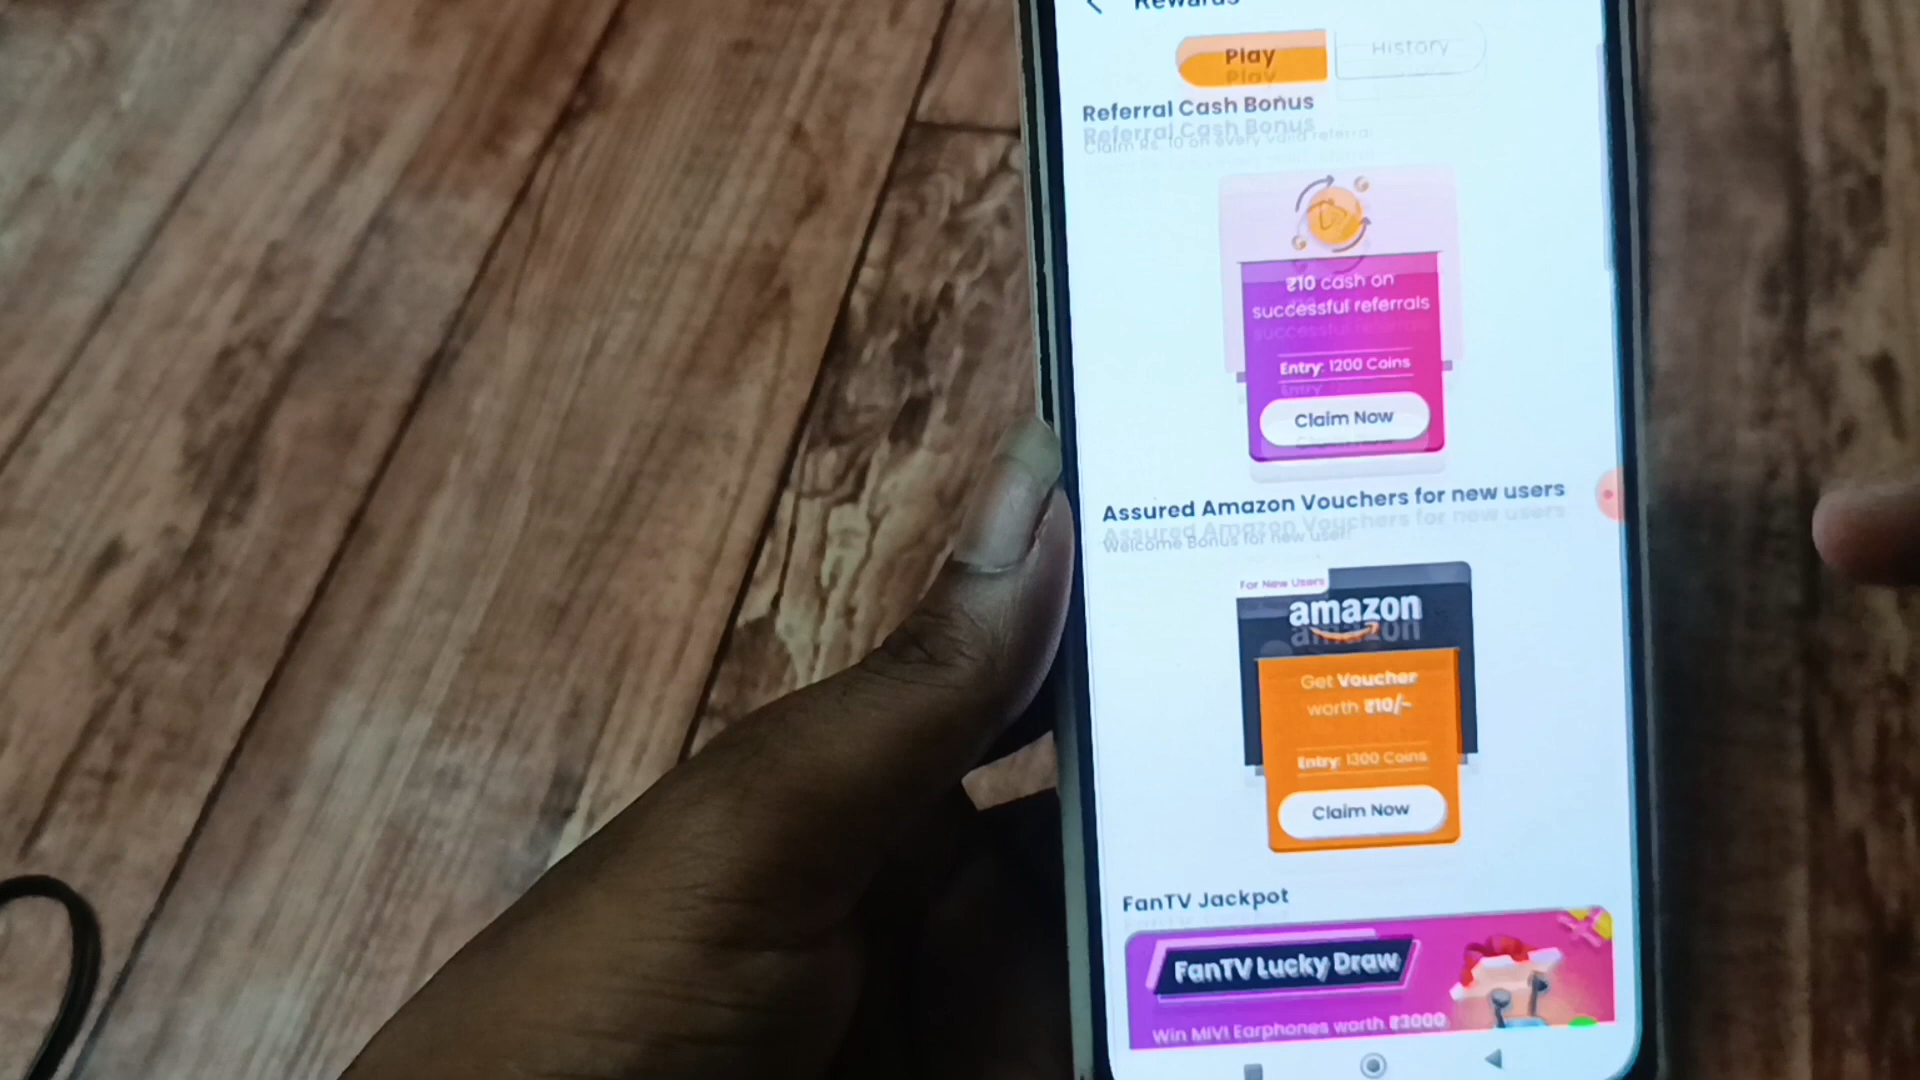 Rewards
Play
History
Referral Cash Bonus
Claim Rs. 10 on every valid referral
₹10 cash on
successful referrals
Entry: 1200 Coins
Claim Now
Assured Amazon Vouchers for new users
Welcome Bonus for new user!
For New Users
amazon
Get Voucher
worth ₹10/-
Entry: 1300 Coins
Claim Now
FanTV Jackpot
FanTV Lucky Draw
Win MIVI Earphones worth ₹3000